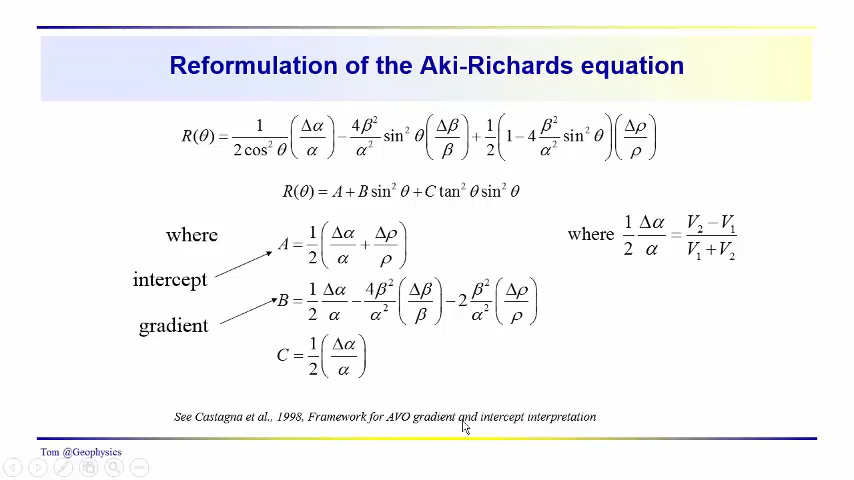 Reformulation of the Aki-Richards equation
R(θ) = 1/(2cos²θ) (Δα/α) − (4β²/α²) sin²θ (Δβ/β) + 1/2 (1 − 4 (β²/α²) sin²θ) (Δρ/ρ)
R(θ) = A + B sin²θ + C tan²θ sin²θ
where
intercept
gradient
A = 1/2 (Δα/α + Δρ/ρ)
B = 1/2 Δα/α − (4β²/α²) (Δβ/β) − 2 (β²/α²) (Δρ/ρ)
C = 1/2 (Δα/α)
where 1/2 Δα/α = (V₂ − V₁)/(V₁ + V₂)
See Castagna et al., 1998, Framework for AVO gradient and intercept interpretation
Tom @Geophysics